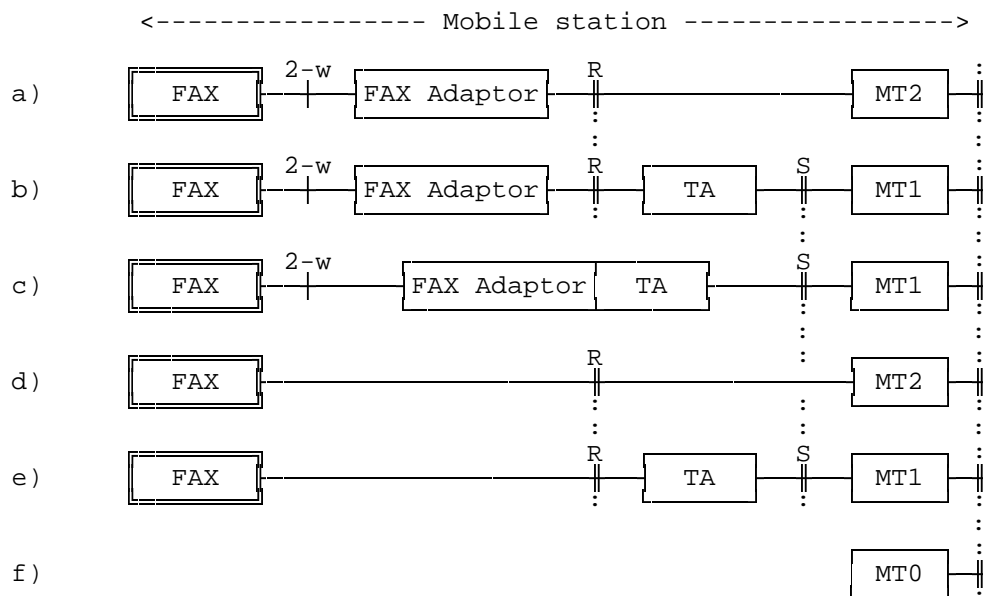 <----------------- Mobile station ----------------->
2-w R
a) FAX FAX Adaptor MT2
2-w R S
b) FAX FAX Adaptor TA MT1
2-w S
c) FAX FAX Adaptor TA MT1
R
d) FAX MT2
R S
e) FAX TA MT1
f) MT0